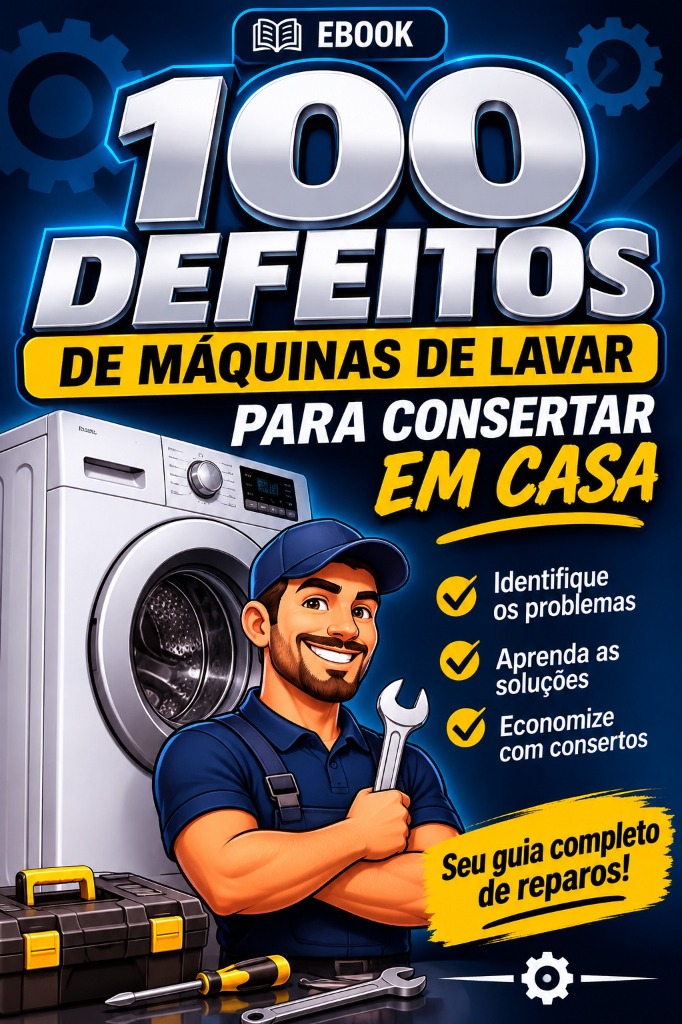 EBOOK
100
DEFEITOS
DE MÁQUINAS DE LAVAR
PARA CONSERTAR
EM CASA
Identifique
os problemas
Aprenda as
soluções
Economize
com consertos
Seu guia completo
de reparos!